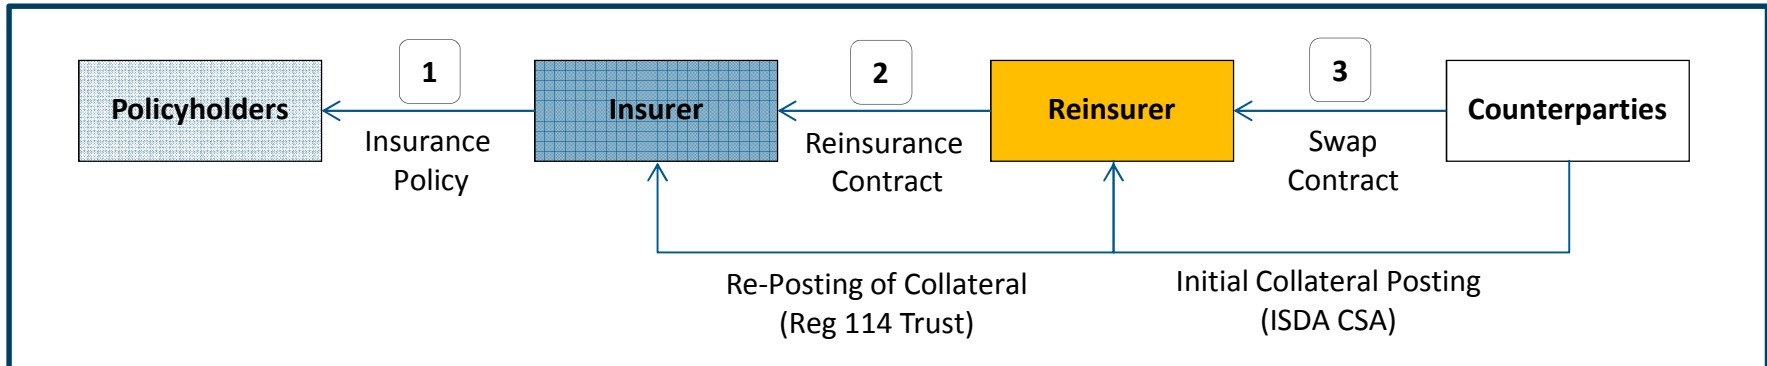 1
2
3
Policyholders
Insurer
Reinsurer
Counterparties
Insurance
Policy
Reinsurance
Contract
Swap
Contract
Re-Posting of Collateral
(Reg 114 Trust)
Initial Collateral Posting
(ISDA CSA)